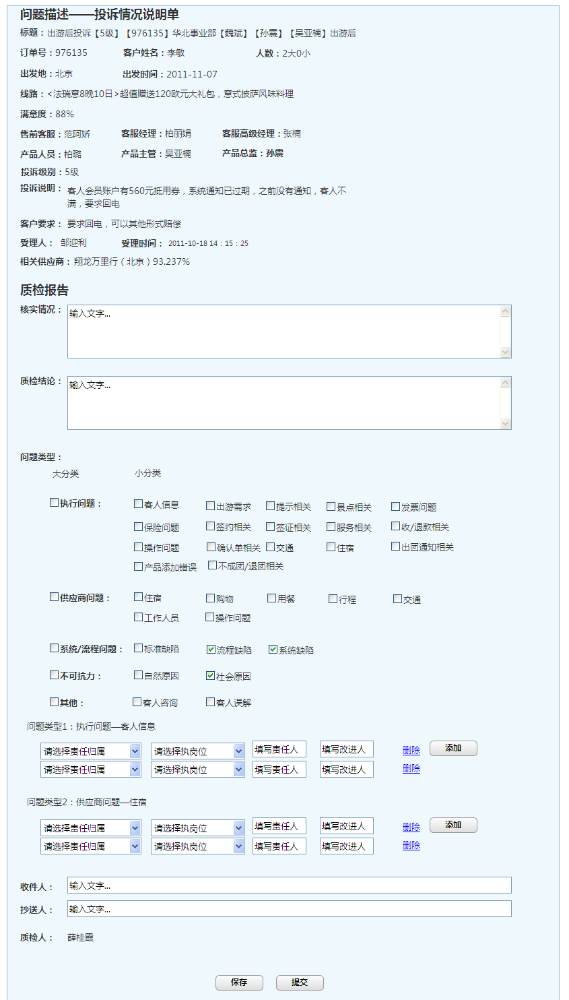 问题描述——投诉情况说明单
标题：出游后投诉【5级】【976135】华北事业部【魏斌】【孙震】【吴亚楠】出游后
订单号：976135 客户姓名：李敏 人数：2大0小
出发地：北京 出发时间：2011-11-07
线路：<法瑞意8晚10日>超值赠送120欧元大礼包，意式披萨风味料理
满意度：88%
售前客服：范阿娇 客服经理：柏丽娟 客服高级经理：张楠
产品人员：柏璐 产品主管：吴亚楠 产品总监：孙震
投诉级别：5级
投诉说明： 客人会员账户有560元抵用券，系统通知已过期，之前没有通知，客人不
满，要求回电
客户要求： 要求回电，可以其他形式赔偿
受理人： 邹迎利 受理时间： 2011-10-18 14：15：25
相关供应商：翔龙万里行（北京）93.237%
质检报告
核实情况： 输入文字...
质检结论： 输入文字...
问题类型：
大分类 小分类
执行问题： 客人信息 出游需求 提示相关 景点相关 发票问题
保险问题 签约相关 签证相关 服务相关 收/退款相关
操作问题 确认单相关 交通 住宿 出团通知相关
产品添加错误 不成团/退团相关
供应商问题： 住宿 购物 用餐 行程 交通
工作人员 操作问题
系统/流程问题： 标准缺陷 流程缺陷 系统缺陷
不可抗力： 自然原因 社会原因
其他： 客人咨询 客人误解
问题类型1：执行问题—客人信息
请选择责任归属 请选择执岗位 填写责任人 填写改进人 删除 添加
请选择责任归属 请选择执岗位 填写责任人 填写改进人 删除
问题类型2：供应商问题—住宿
请选择责任归属 请选择执岗位 填写责任人 填写改进人 删除 添加
请选择责任归属 请选择执岗位 填写责任人 填写改进人 删除
收件人： 输入文字...
抄送人： 输入文字...
质检人： 薛桂霞
保存 提交